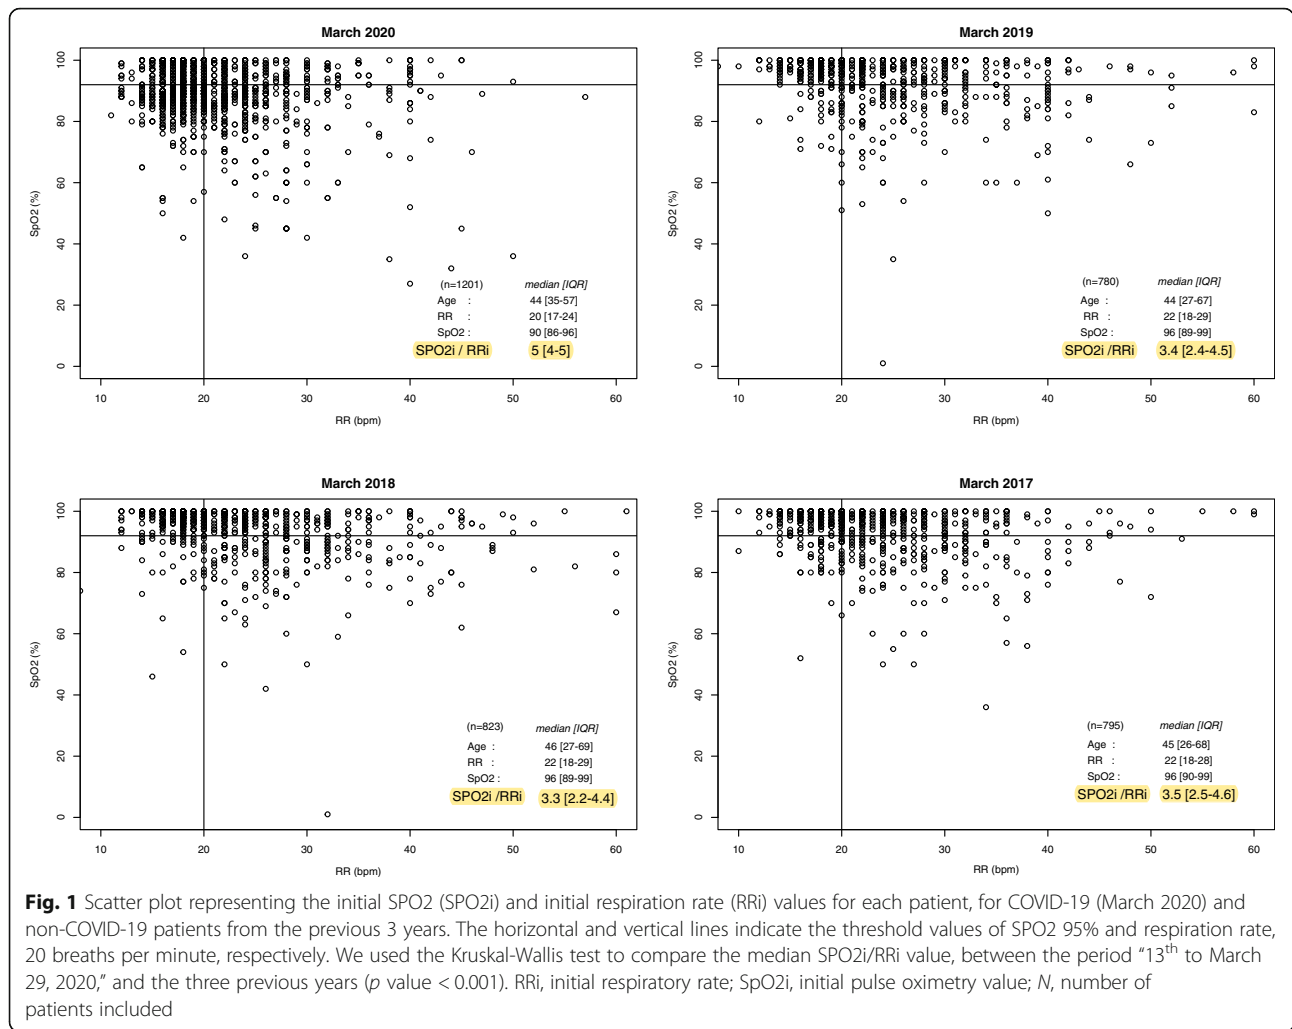 March 2020
100
80
60
40
20
0
SpO2 (%)
(n=1201) median [IQR]
Age : 44 [35-57]
RR : 20 [17-24]
SpO2 : 90 [86-96]
SPO2i / RRi 5 [4-5]
10 20 30 40 50 60
RR (bpm)
March 2019
100
80
60
40
20
0
SpO2 (%)
(n=780) median [IQR]
Age : 44 [27-67]
RR : 22 [18-29]
SpO2 : 96 [89-99]
SPO2i /RRi 3.4 [2.4-4.5]
10 20 30 40 50 60
RR (bpm)
March 2018
100
80
60
40
20
0
SpO2 (%)
(n=823) median [IQR]
Age : 46 [27-69]
RR : 22 [18-29]
SpO2 : 96 [89-99]
SPO2i /RRi 3.3 [2.2-4.4]
10 20 30 40 50 60
RR (bpm)
March 2017
100
80
60
40
20
0
SpO2 (%)
(n=795) median [IQR]
Age : 45 [26-68]
RR : 22 [18-28]
SpO2 : 96 [90-99]
SPO2i /RRi 3.5 [2.5-4.6]
10 20 30 40 50 60
RR (bpm)
Fig. 1 Scatter plot representing the initial SPO2 (SPO2i) and initial respiration rate (RRi) values for each patient, for COVID-19 (March 2020) and
non-COVID-19 patients from the previous 3 years. The horizontal and vertical lines indicate the threshold values of SPO2 95% and respiration rate,
20 breaths per minute, respectively. We used the Kruskal-Wallis test to compare the median SPO2i/RRi value, between the period “13th to March
29, 2020,” and the three previous years (p value < 0.001). RRi, initial respiratory rate; SpO2i, initial pulse oximetry value; N, number of
patients included